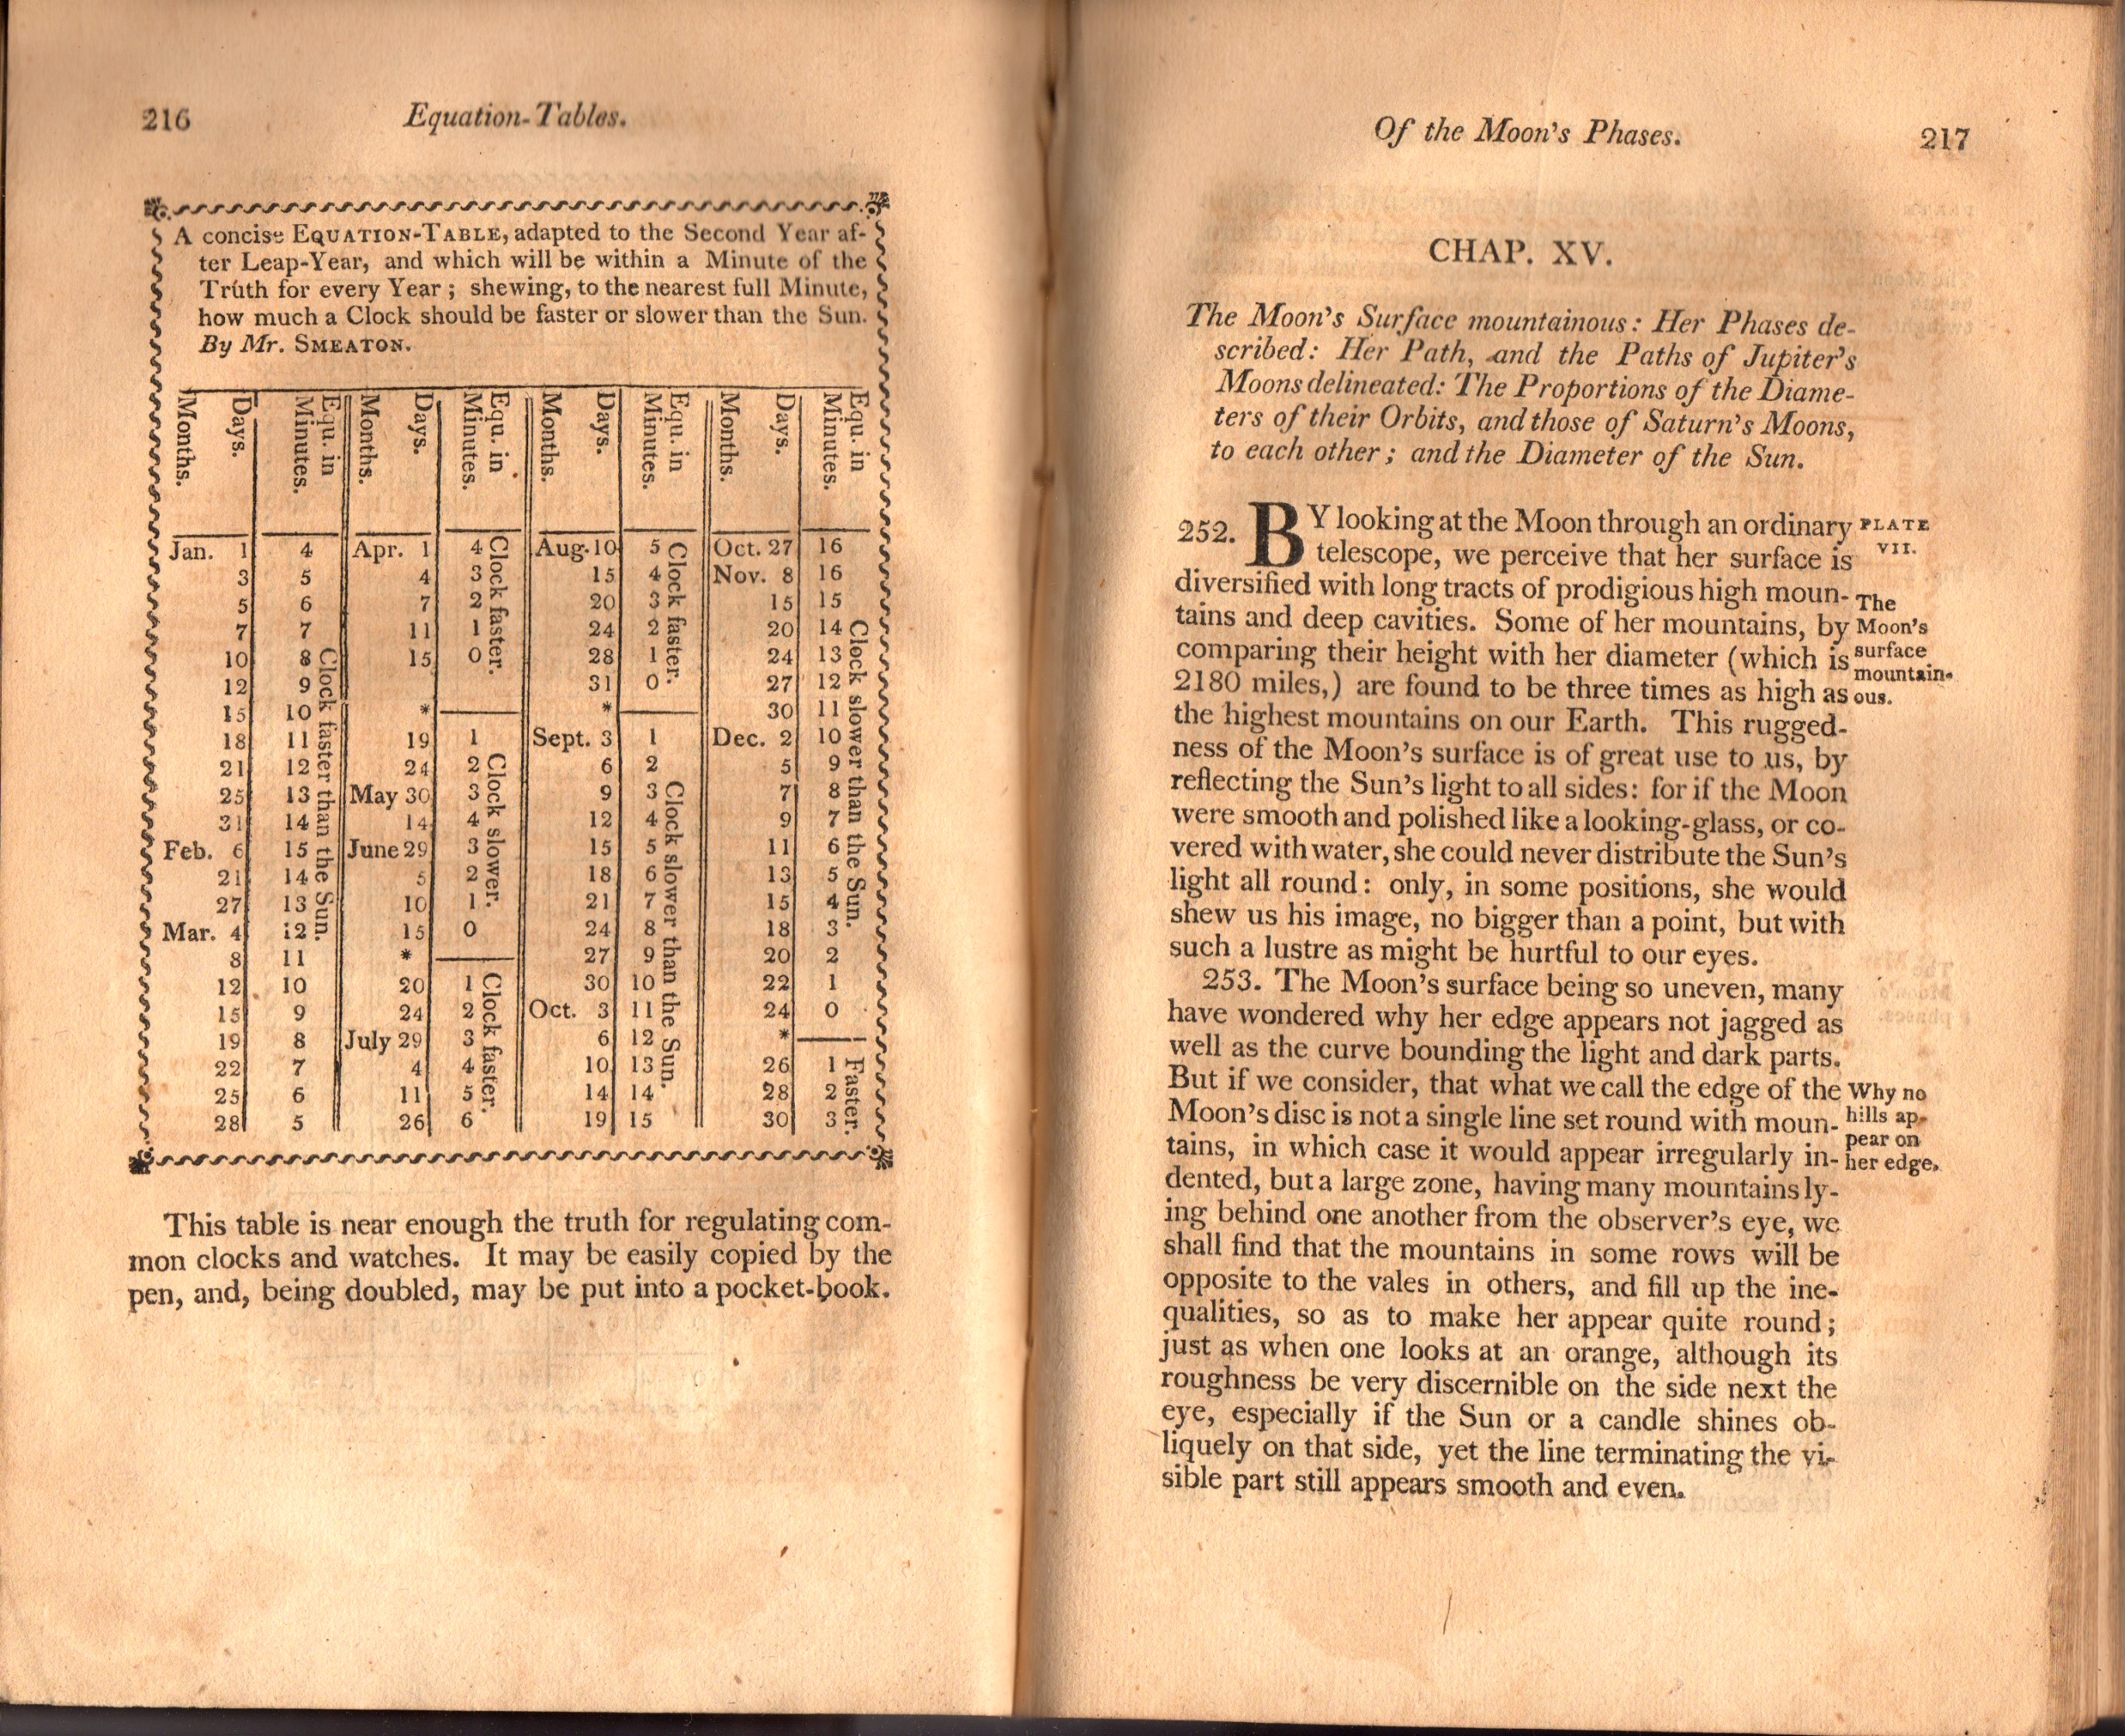 216 Equation-Tables.
A concise EQUATION-TABLE, adapted to the Second Year af-
ter Leap-Year, and which will be within a Minute of the
Truth for every Year ; shewing, to the nearest full Minute,
how much a Clock should be faster or slower than the Sun.
By Mr. SMEATON.
Months. Days. Equ. in Minutes. Months. Days. Equ. in Minutes. Months. Days. Equ. in Minutes. Months. Days. Equ. in Minutes.
Jan. 1 4 Apr. 1 4 Aug. 10 5 Oct. 27 16
3 5 4 3 15 4 Nov. 8 16
5 6 7 2 20 3 15 15
7 7 11 1 24 2 20 14
10 8 15 0 28 1 24 13
12 9 31 0 27 12
15 10 * * 30 11
18 11 19 1 Sept. 3 1 Dec. 2 10
21 12 24 2 6 2 5 9
25 13 May 30 3 9 3 7 8
31 14 14 4 12 4 9 7
Feb. 6 15 June 29 3 15 5 11 6
21 14 5 2 18 6 13 5
27 13 10 1 21 7 15 4
Mar. 4 12 15 0 24 8 18 3
8 11 * 27 9 20 2
12 10 20 1 30 10 22 1
15 9 24 2 Oct. 3 11 24 0
19 8 July 29 3 6 12 *
22 7 4 4 10 13 26 1
25 6 11 5 14 14 28 2
28 5 26 6 19 15 30 3
Clock faster than the Sun.
Clock faster.
Clock slower.
Clock faster.
Clock faster.
Clock slower than the Sun.
Clock slower than the Sun.
Faster.
This table is near enough the truth for regulating com-
mon clocks and watches. It may be easily copied by the
pen, and, being doubled, may be put into a pocket-book.
Of the Moon's Phases. 217
CHAP. XV.
The Moon's Surface mountainous: Her Phases de-
scribed: Her Path, and the Paths of Jupiter's
Moons delineated: The Proportions of the Diame-
ters of their Orbits, and those of Saturn's Moons,
to each other; and the Diameter of the Sun.
252. BY looking at the Moon through an ordinary
telescope, we perceive that her surface is
diversified with long tracts of prodigious high moun-
tains and deep cavities. Some of her mountains, by
comparing their height with her diameter (which is
2180 miles,) are found to be three times as high as
the highest mountains on our Earth. This rugged-
ness of the Moon's surface is of great use to us, by
reflecting the Sun's light to all sides: for if the Moon
were smooth and polished like a looking-glass, or co-
vered with water, she could never distribute the Sun's
light all round: only, in some positions, she would
shew us his image, no bigger than a point, but with
such a lustre as might be hurtful to our eyes.
253. The Moon's surface being so uneven, many
have wondered why her edge appears not jagged as
well as the curve bounding the light and dark parts.
But if we consider, that what we call the edge of the
Moon's disc is not a single line set round with moun-
tains, in which case it would appear irregularly in-
dented, but a large zone, having many mountains ly-
ing behind one another from the observer's eye, we
shall find that the mountains in some rows will be
opposite to the vales in others, and fill up the ine-
qualities, so as to make her appear quite round;
just as when one looks at an orange, although its
roughness be very discernible on the side next the
eye, especially if the Sun or a candle shines ob-
liquely on that side, yet the line terminating the vi-
sible part still appears smooth and even.
PLATE
VII.
The
Moon's
surface
mountain-
ous.
Why no
hills ap-
pear on
her edge.